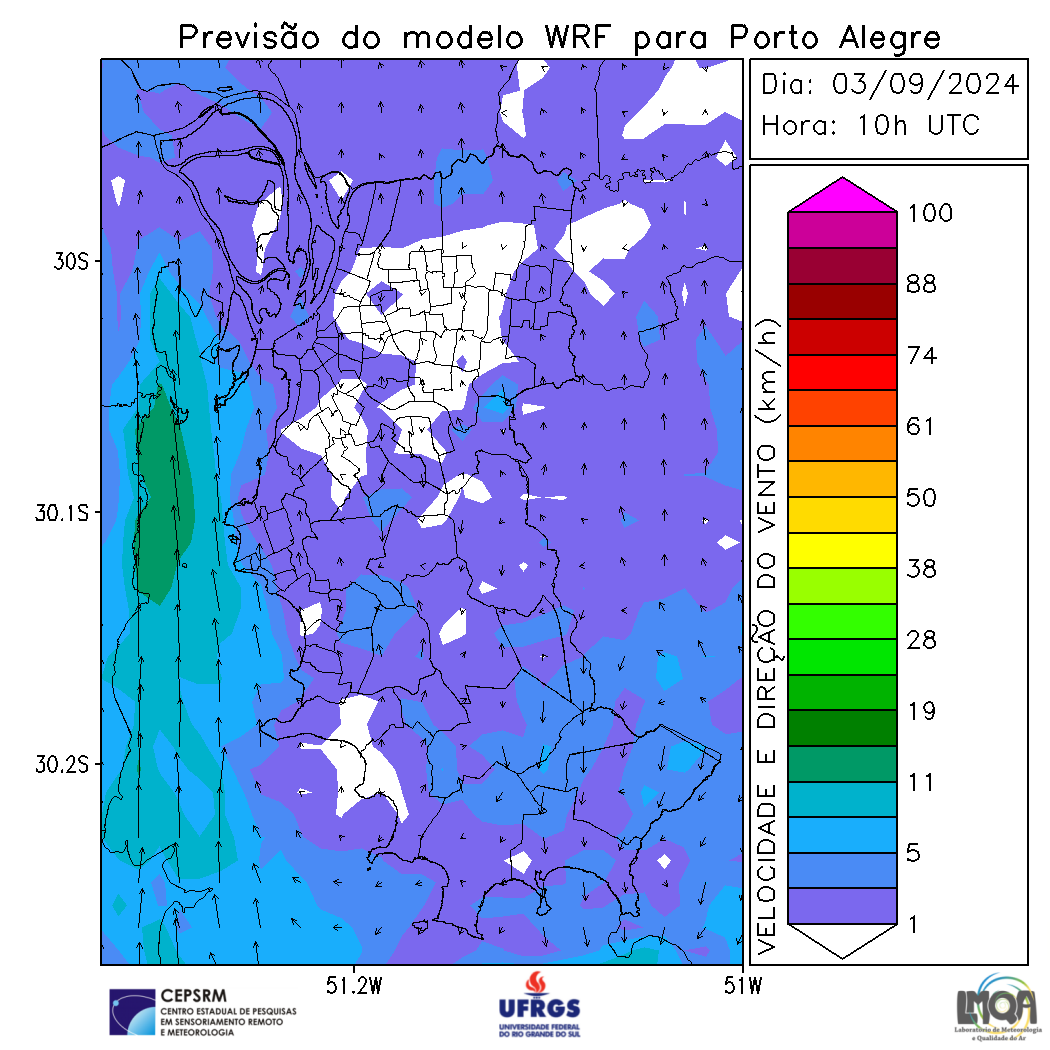 Previsão do modelo WRF para Porto Alegre
Dia: 03/09/2024
Hora: 10h UTC
30S
30.1S
30.2S
51.2W
51W
VELOCIDADE E DIREÇÃO DO VENTO (km/h)
100
88
74
61
50
38
28
19
11
5
1
CEPSRM
CENTRO ESTADUAL DE PESQUISAS
EM SENSORIAMENTO REMOTO
E METEOROLOGIA
UFRGS
UNIVERSIDADE FEDERAL
DO RIO GRANDE DO SUL
LMQA
Laboratório de Meteorologia
e Qualidade do Ar